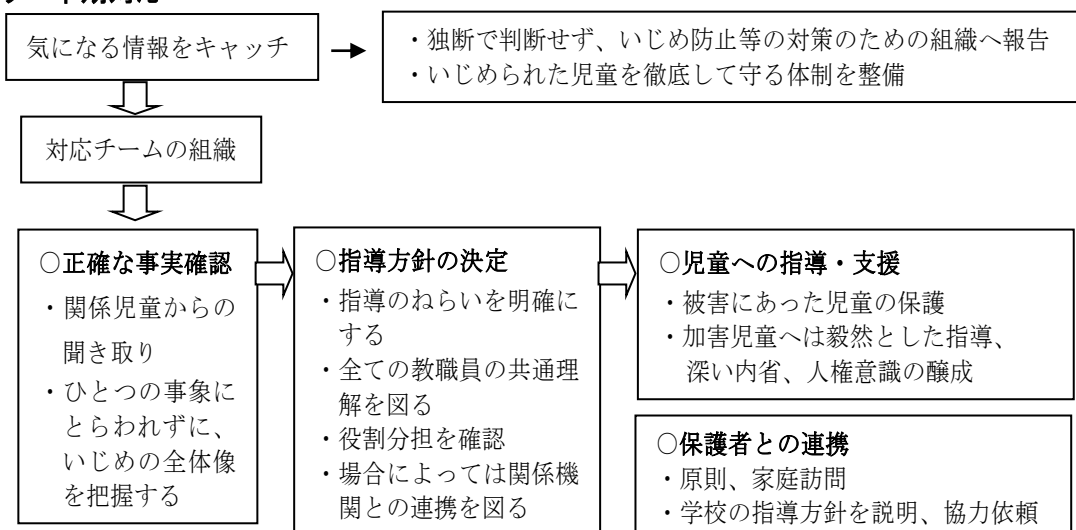 気になる情報をキャッチ
・独断で判断せず、いじめ防止等の対策のための組織へ報告
・いじめられた児童を徹底して守る体制を整備
対応チームの組織
○正確な事実確認
・関係児童からの
聞き取り
・ひとつの事象に
とらわれずに、
いじめの全体像
を把握する
○指導方針の決定
・指導のねらいを明確に
する
・全ての教職員の共通理
解を図る
・役割分担を確認
・場合によっては関係機
関との連携を図る
○児童への指導・支援
・被害にあった児童の保護
・加害児童へは毅然とした指導、
深い内省、人権意識の醸成
○保護者との連携
・原則、家庭訪問
・学校の指導方針を説明、協力依頼